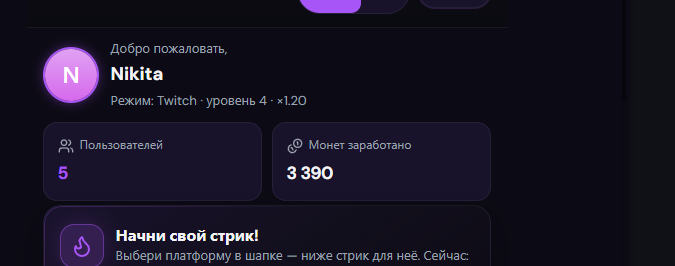 Добро пожаловать,
N
Nikita
Режим: Twitch · уровень 4 · ×1.20
Пользователей
Монет заработано
5
3 390
Начни свой стрик!
Выбери платформу в шапке — ниже стрик для неё. Сейчас: